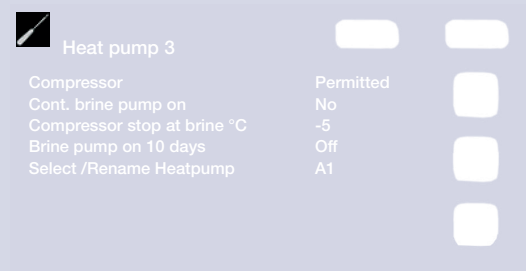 Heat pump 3
Compressor Permitted
Cont. brine pump on No
Compressor stop at brine °C -5
Brine pump on 10 days Off
Select /Rename Heatpump A1